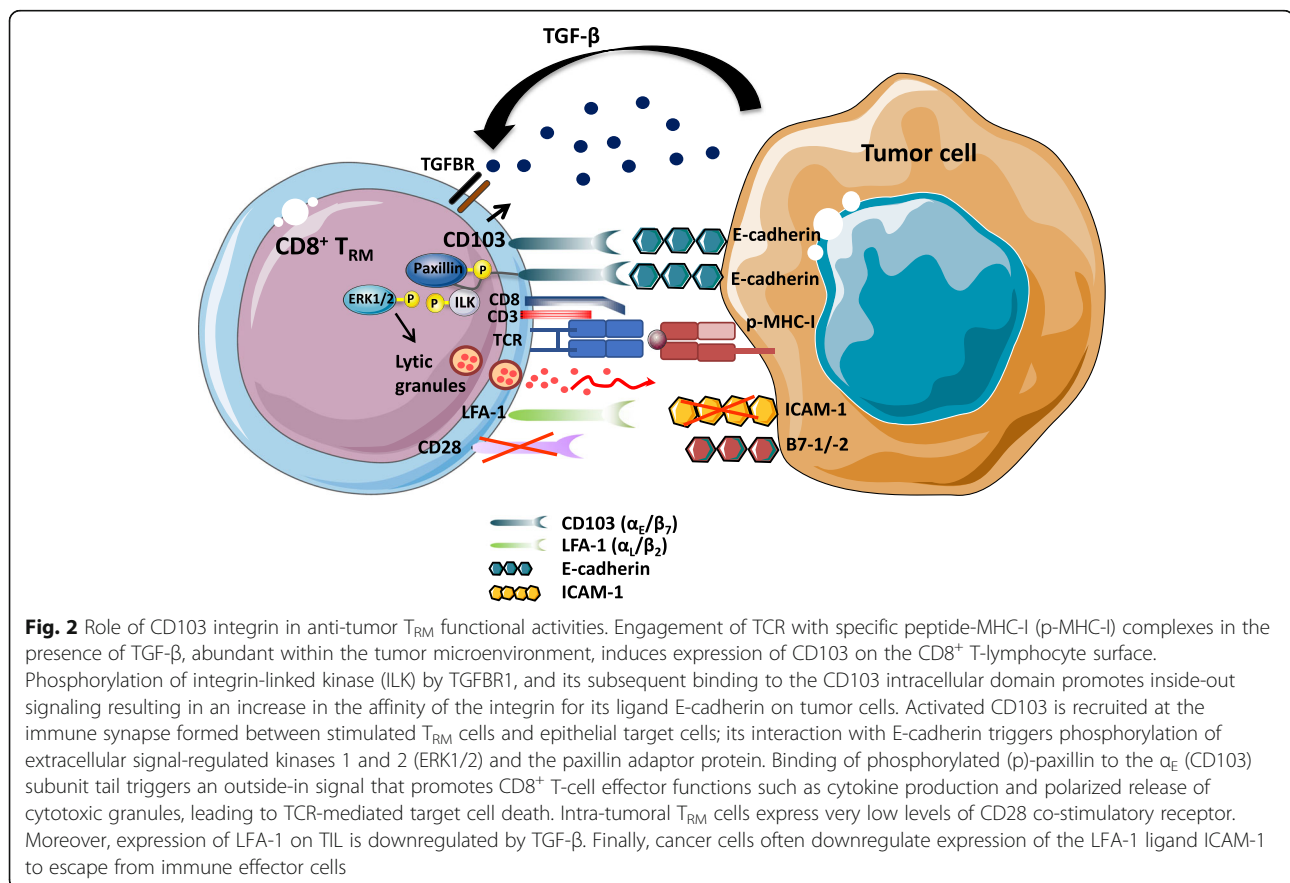 TGF-β
TGFBR
Tumor cell
CD8⁺ T_RM
CD103
E-cadherin
Paxillin
P
E-cadherin
ERK1/2
P
P
ILK
CD8
CD3
p-MHC-I
TCR
Lytic
granules
LFA-1
ICAM-1
CD28
B7-1/-2
CD103 (α_E/β_7)
LFA-1 (α_L/β_2)
E-cadherin
ICAM-1
Fig. 2 Role of CD103 integrin in anti-tumor T_RM functional activities. Engagement of TCR with specific peptide-MHC-I (p-MHC-I) complexes in the
presence of TGF-β, abundant within the tumor microenvironment, induces expression of CD103 on the CD8⁺ T-lymphocyte surface.
Phosphorylation of integrin-linked kinase (ILK) by TGFBR1, and its subsequent binding to the CD103 intracellular domain promotes inside-out
signaling resulting in an increase in the affinity of the integrin for its ligand E-cadherin on tumor cells. Activated CD103 is recruited at the
immune synapse formed between stimulated T_RM cells and epithelial target cells; its interaction with E-cadherin triggers phosphorylation of
extracellular signal-regulated kinases 1 and 2 (ERK1/2) and the paxillin adaptor protein. Binding of phosphorylated (p)-paxillin to the α_E (CD103)
subunit tail triggers an outside-in signal that promotes CD8⁺ T-cell effector functions such as cytokine production and polarized release of
cytotoxic granules, leading to TCR-mediated target cell death. Intra-tumoral T_RM cells express very low levels of CD28 co-stimulatory receptor.
Moreover, expression of LFA-1 on TIL is downregulated by TGF-β. Finally, cancer cells often downregulate expression of the LFA-1 ligand ICAM-1
to escape from immune effector cells